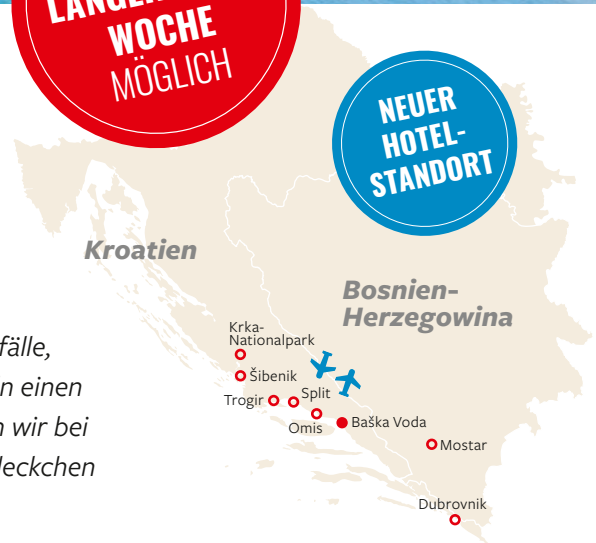 WOCHE
MÖGLICH
NEUER
HOTEL-
STANDORT
Kroatien
Bosnien-
Herzegowina
Krka-
Nationalpark
Šibenik
Trogir
Split
Omis
Baška Voda
Mostar
Dubrovnik
fälle,
n einen
wir bei
leckchen